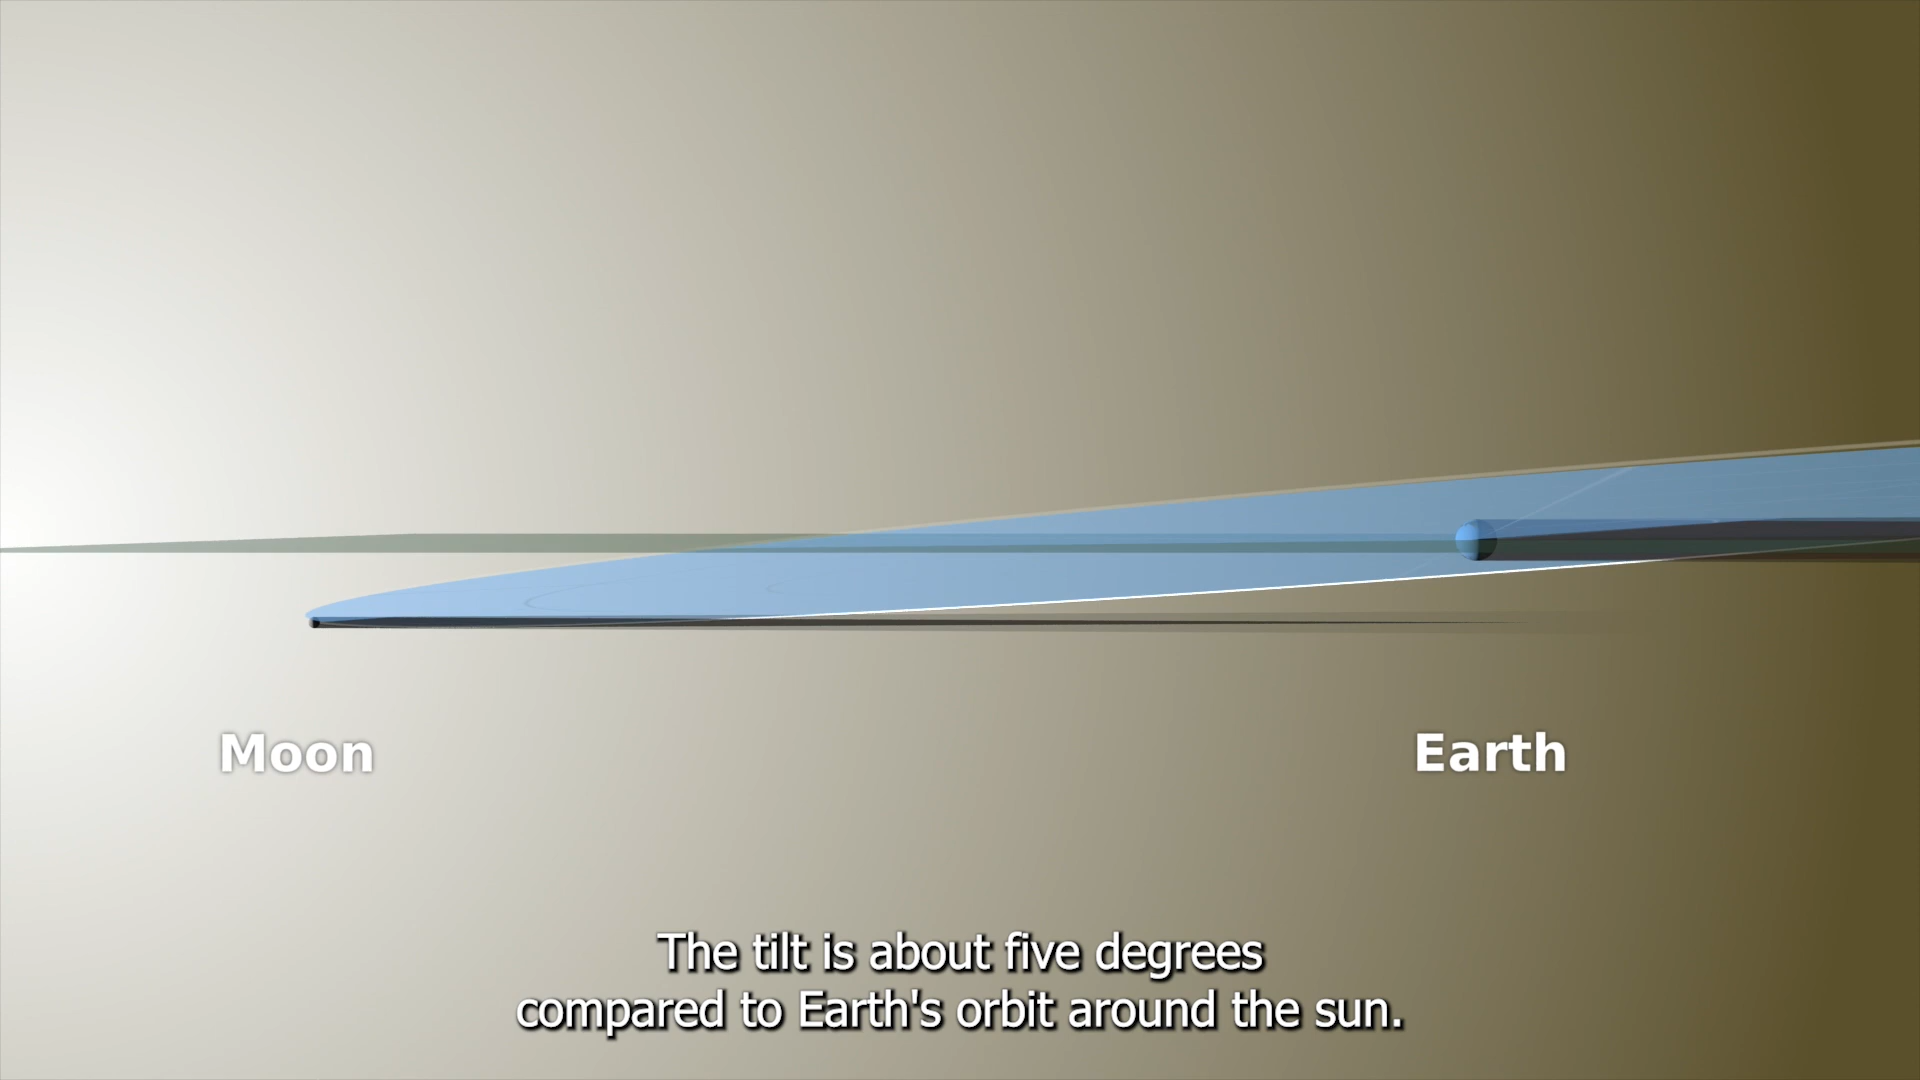 Moon
Earth
The tilt is about five degrees
compared to Earth's orbit around the sun.